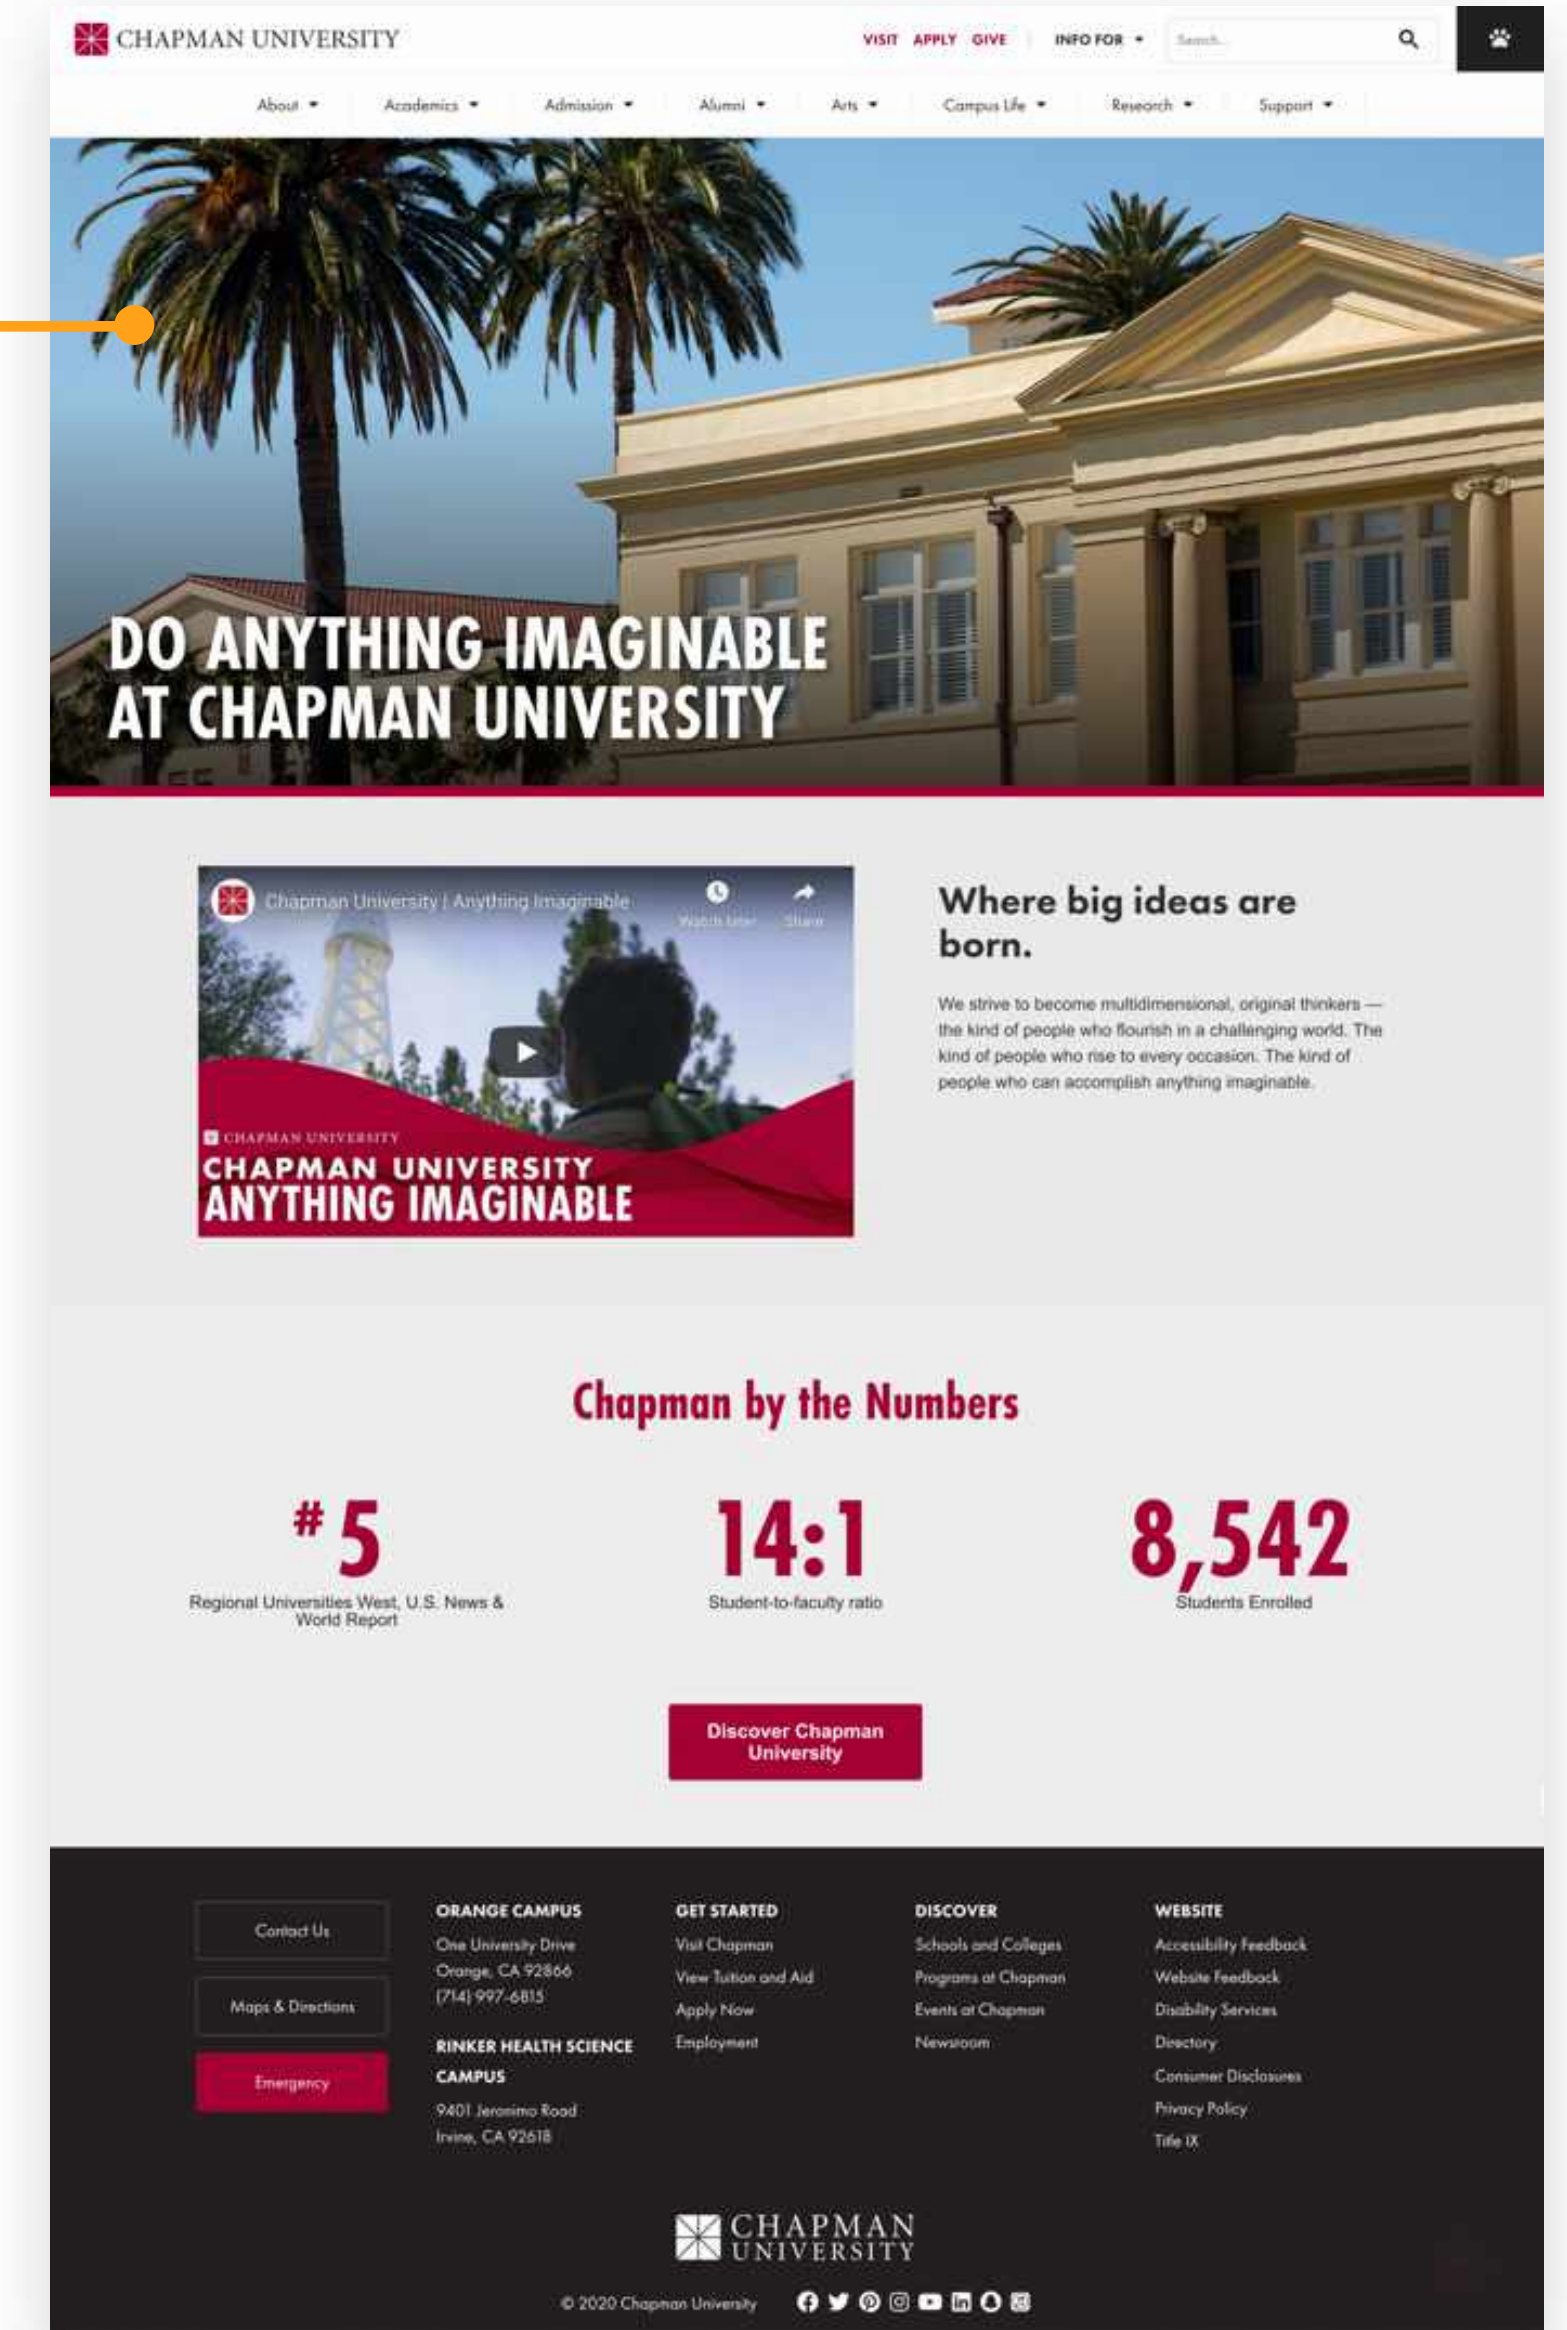 CHAPMAN UNIVERSITY
VISIT APPLY GIVE INFO FOR Search...
About Academics Admission Alumni Arts Campus Life Research Support
DO ANYTHING IMAGINABLE
AT CHAPMAN UNIVERSITY
Chapman University | Anything Imaginable
Watch later Share
CHAPMAN UNIVERSITY
CHAPMAN UNIVERSITY
ANYTHING IMAGINABLE
Where big ideas are
born.
We strive to become multidimensional, original thinkers —
the kind of people who flourish in a challenging world. The
kind of people who rise to every occasion. The kind of
people who can accomplish anything imaginable.
Chapman by the Numbers
#5
Regional Universities West, U.S. News &
World Report
14:1
Student-to-faculty ratio
8,542
Students Enrolled
Discover Chapman
University
Contact Us
Maps & Directions
Emergency
ORANGE CAMPUS
One University Drive
Orange, CA 92866
(714) 997-6815
RINKER HEALTH SCIENCE
CAMPUS
9401 Jeronimo Road
Irvine, CA 92618
GET STARTED
Visit Chapman
View Tuition and Aid
Apply Now
Employment
DISCOVER
Schools and Colleges
Programs at Chapman
Events at Chapman
Newsroom
WEBSITE
Accessibility Feedback
Website Feedback
Disability Services
Directory
Consumer Disclosures
Privacy Policy
Title IX
CHAPMAN
UNIVERSITY
© 2020 Chapman University